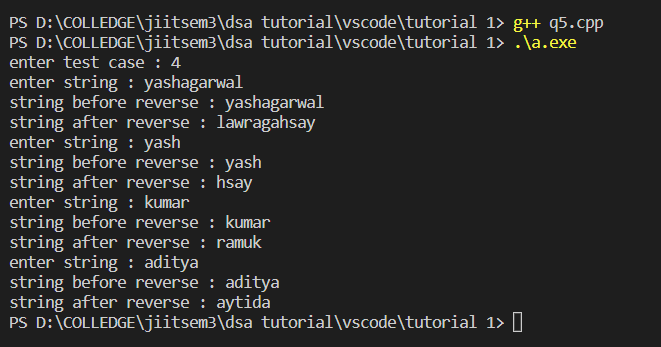 PS D:\COLLEDGE\jiitsem3\dsa tutorial\vscode\tutorial 1> g++ q5.cpp
PS D:\COLLEDGE\jiitsem3\dsa tutorial\vscode\tutorial 1> .\a.exe
enter test case : 4
enter string : yashagarwal
string before reverse : yashagarwal
string after reverse : lawragahsay
enter string : yash
string before reverse : yash
string after reverse : hsay
enter string : kumar
string before reverse : kumar
string after reverse : ramuk
enter string : aditya
string before reverse : aditya
string after reverse : aytida
PS D:\COLLEDGE\jiitsem3\dsa tutorial\vscode\tutorial 1>